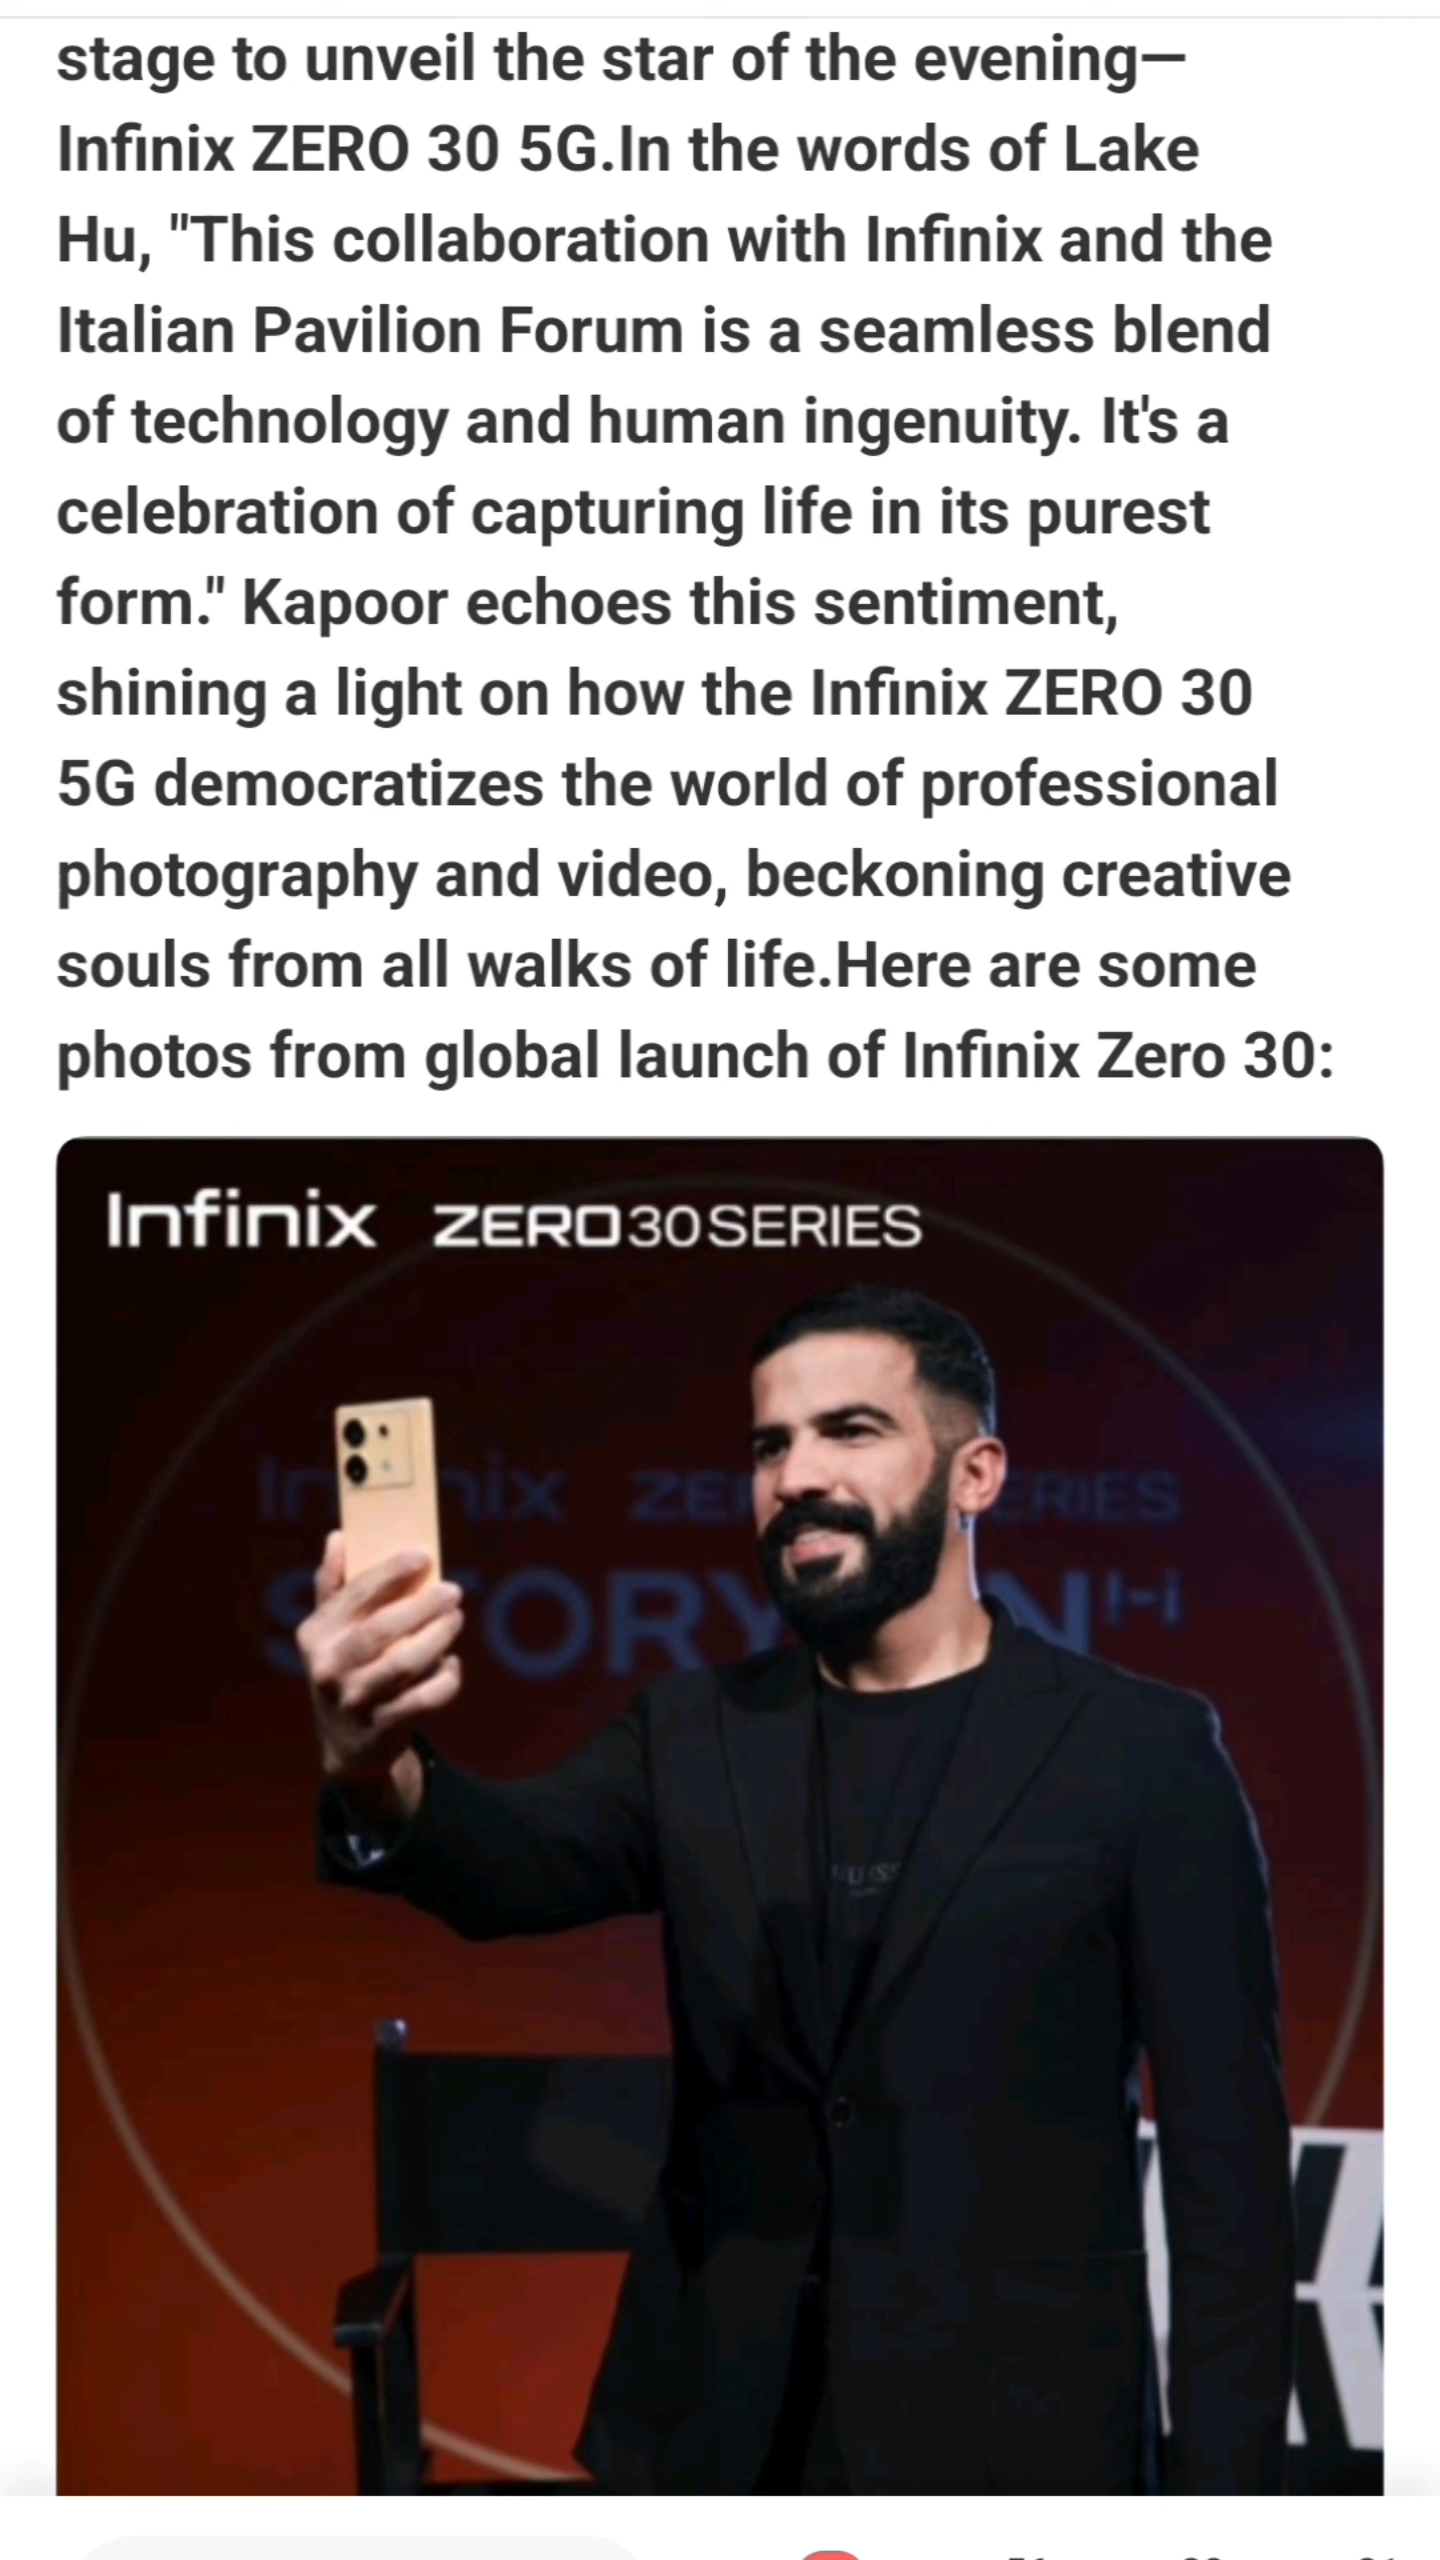 stage to unveil the star of the evening—
Infinix ZERO 30 5G.In the words of Lake
Hu, "This collaboration with Infinix and the
Italian Pavilion Forum is a seamless blend
of technology and human ingenuity. It's a
celebration of capturing life in its purest
form." Kapoor echoes this sentiment,
shining a light on how the Infinix ZERO 30
5G democratizes the world of professional
photography and video, beckoning creative
souls from all walks of life.Here are some
photos from global launch of Infinix Zero 30:
Infinix ZERO 30 SERIES